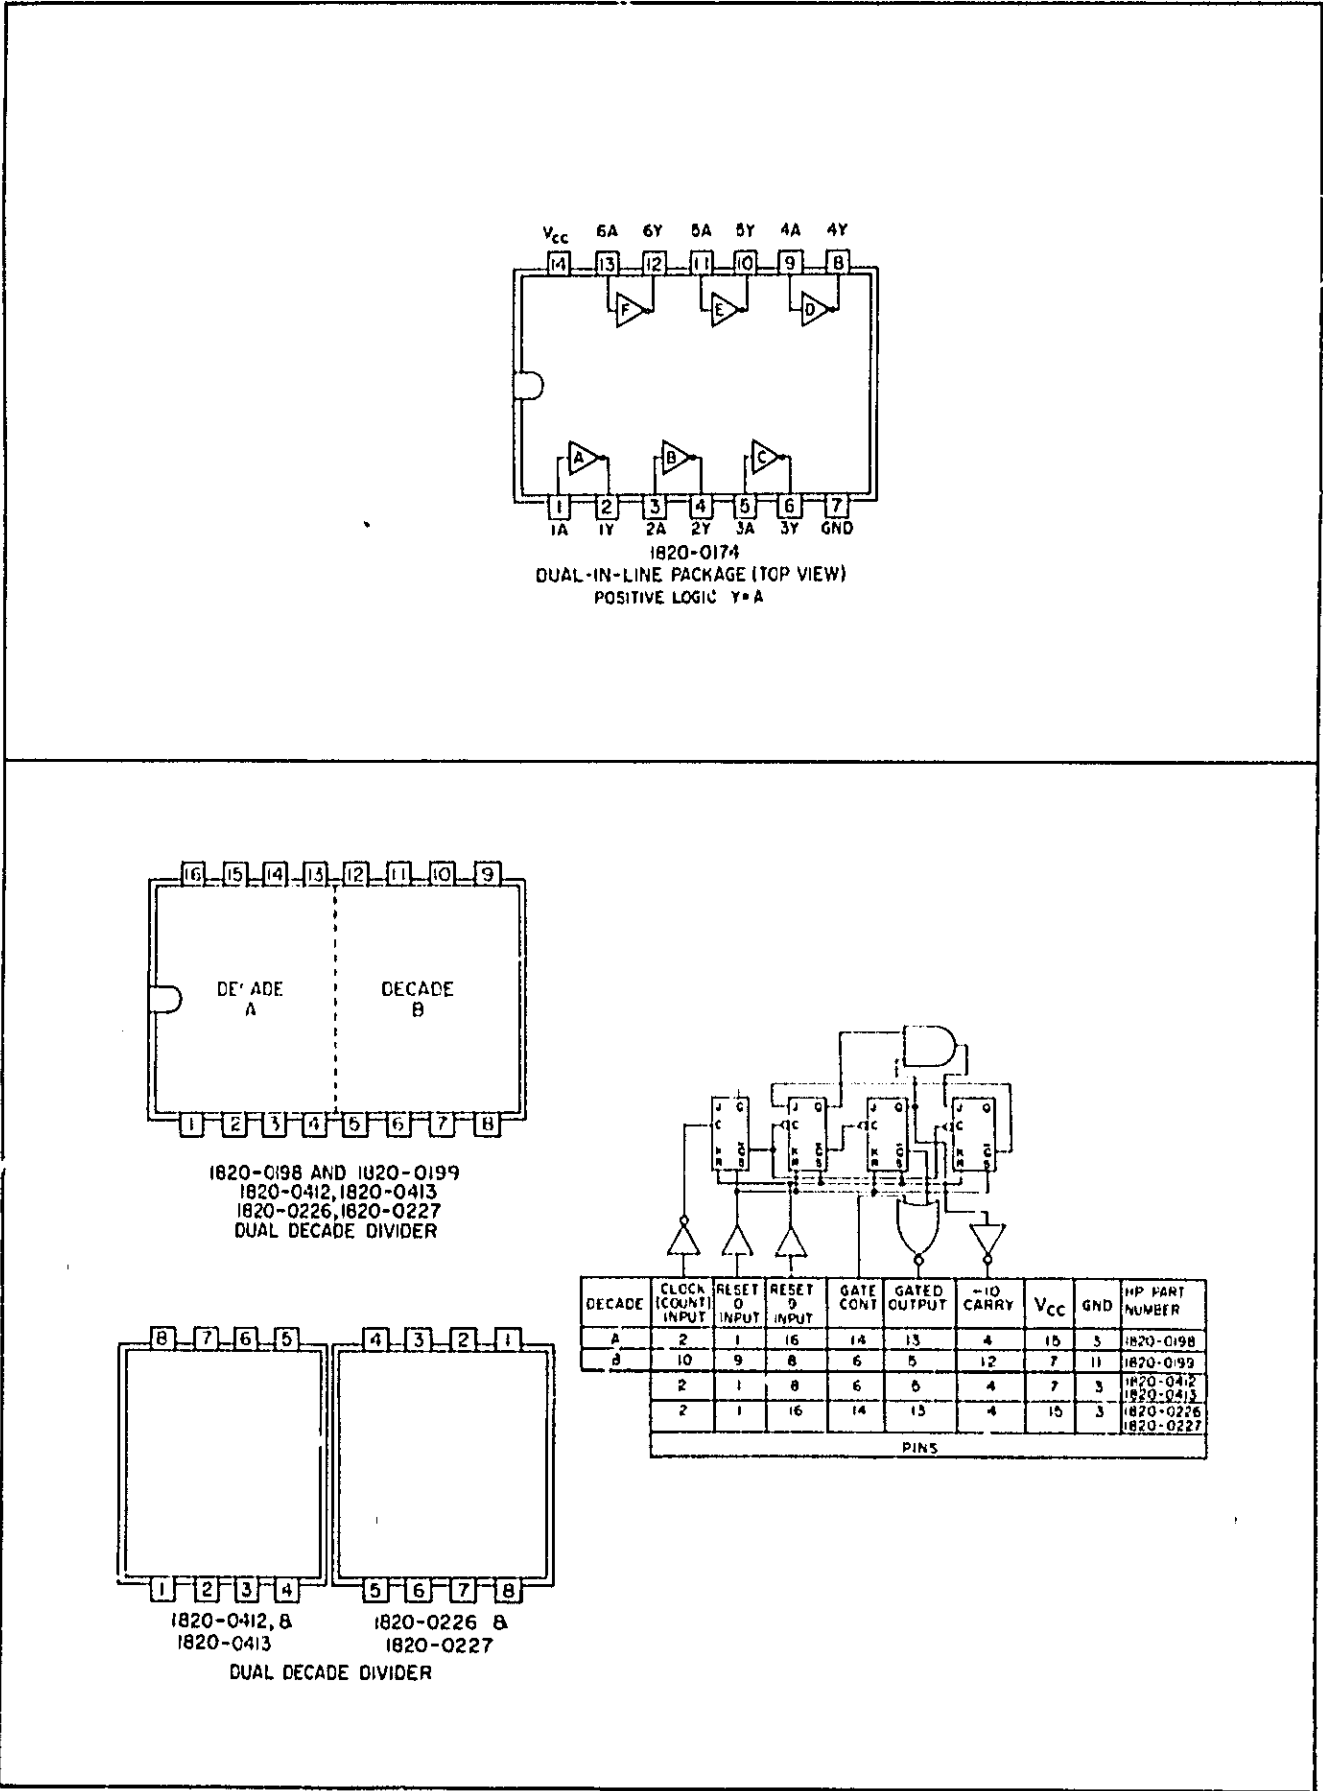 VCC 6A 6Y 5A 5Y 4A 4Y
14 13 12 11 10 9 8
F E D
A B C
1 2 3 4 5 6 7
1A 1Y 2A 2Y 3A 3Y GND
1820-0174
DUAL-IN-LINE PACKAGE (TOP VIEW)
POSITIVE LOGIC Y=A
16 15 14 13 12 11 10 9
DECADE DECADE
A B
1 2 3 4 5 6 7 8
1820-0198 AND 1820-0199
1820-0412, 1820-0413
1820-0226, 1820-0227
DUAL DECADE DIVIDER
J Q J Q J Q J Q
C C C C
K K K K
R R R R
DECADE CLOCK (COUNT) INPUT RESET 0 INPUT RESET 9 INPUT GATE CONT GATED OUTPUT ÷10 CARRY VCC GND HP PART NUMBER
A 2 1 16 14 13 4 15 3 1820-0198
B 10 9 8 6 5 12 7 11 1820-0199
2 1 8 6 5 4 7 3 1820-0412 1820-0413
2 1 16 14 13 4 15 3 1820-0226 1820-0227
PINS
8 7 6 5 4 3 2 1
1 2 3 4 5 6 7 8
1820-0412, & 1820-0226 &
1820-0413 1820-0227
DUAL DECADE DIVIDER